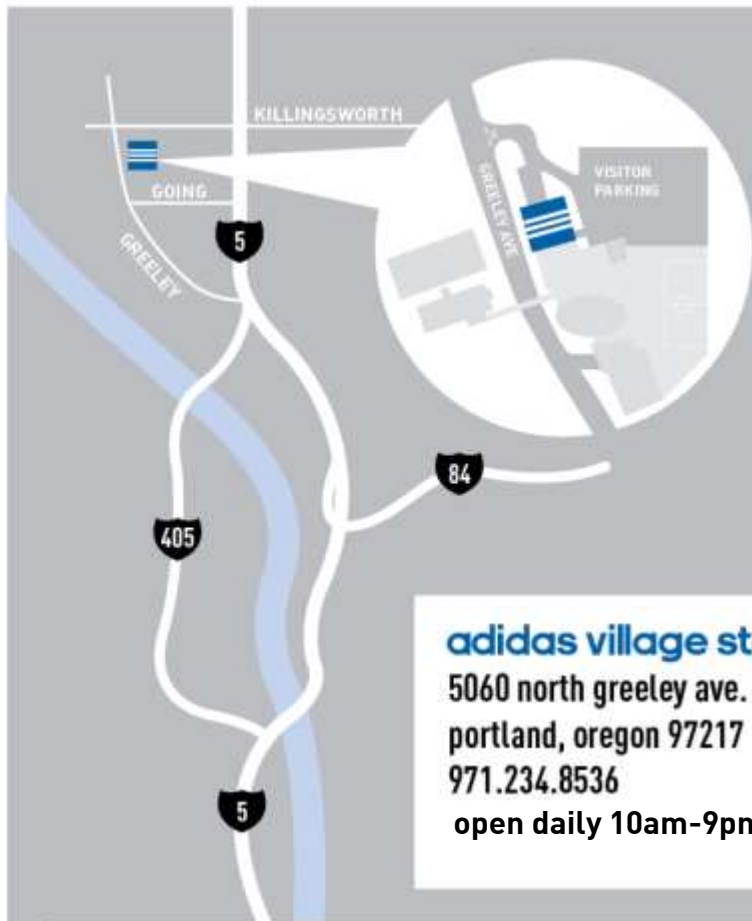 KILLINGSWORTH
GOING
GREELEY
5
GREELEY AVE
VISITOR
PARKING
84
405
adidas village st
5060 north greeley ave.
portland, oregon 97217
971.234.8536
open daily 10am-9pm
5